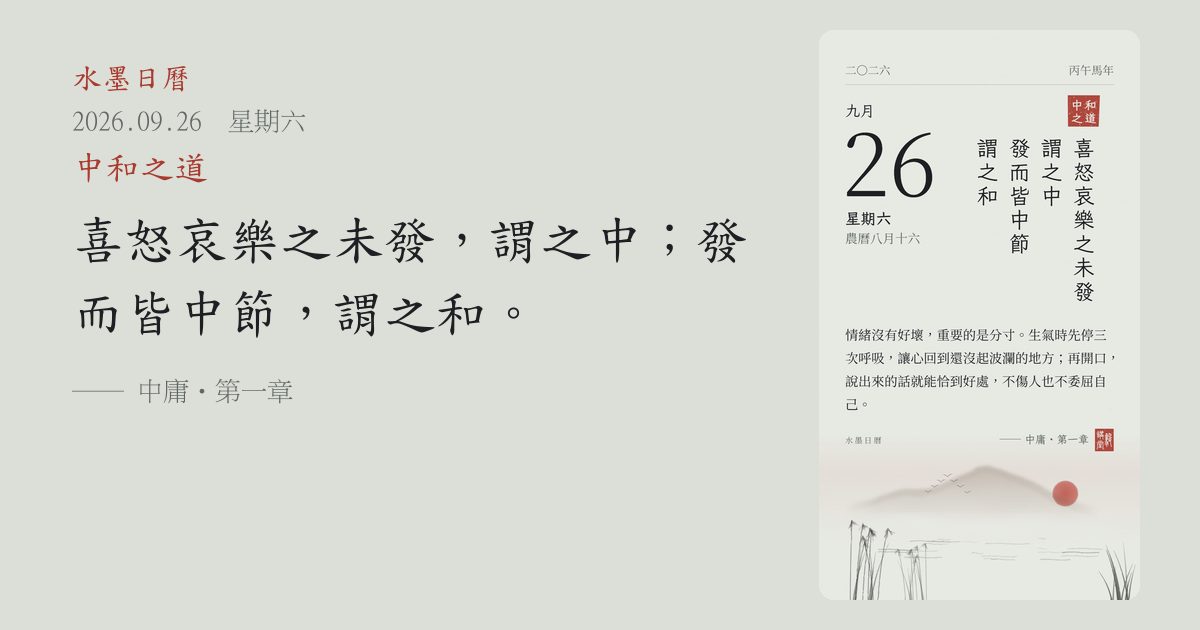 水墨日曆
2026.09.26 星期六
中和之道
喜怒哀樂之未發，謂之中；發
而皆中節，謂之和。
—— 中庸・第一章
二〇二六
丙午馬年
九月
26
星期六
農曆八月十六
中和之道
喜怒哀樂之未發
謂之中
發而皆中節
謂之和
情緒沒有好壞，重要的是分寸。生氣時先停三
次呼吸，讓心回到還沒起波瀾的地方；再開口，
說出來的話就能恰到好處，不傷人也不委屈自
己。
水墨日曆
—— 中庸・第一章